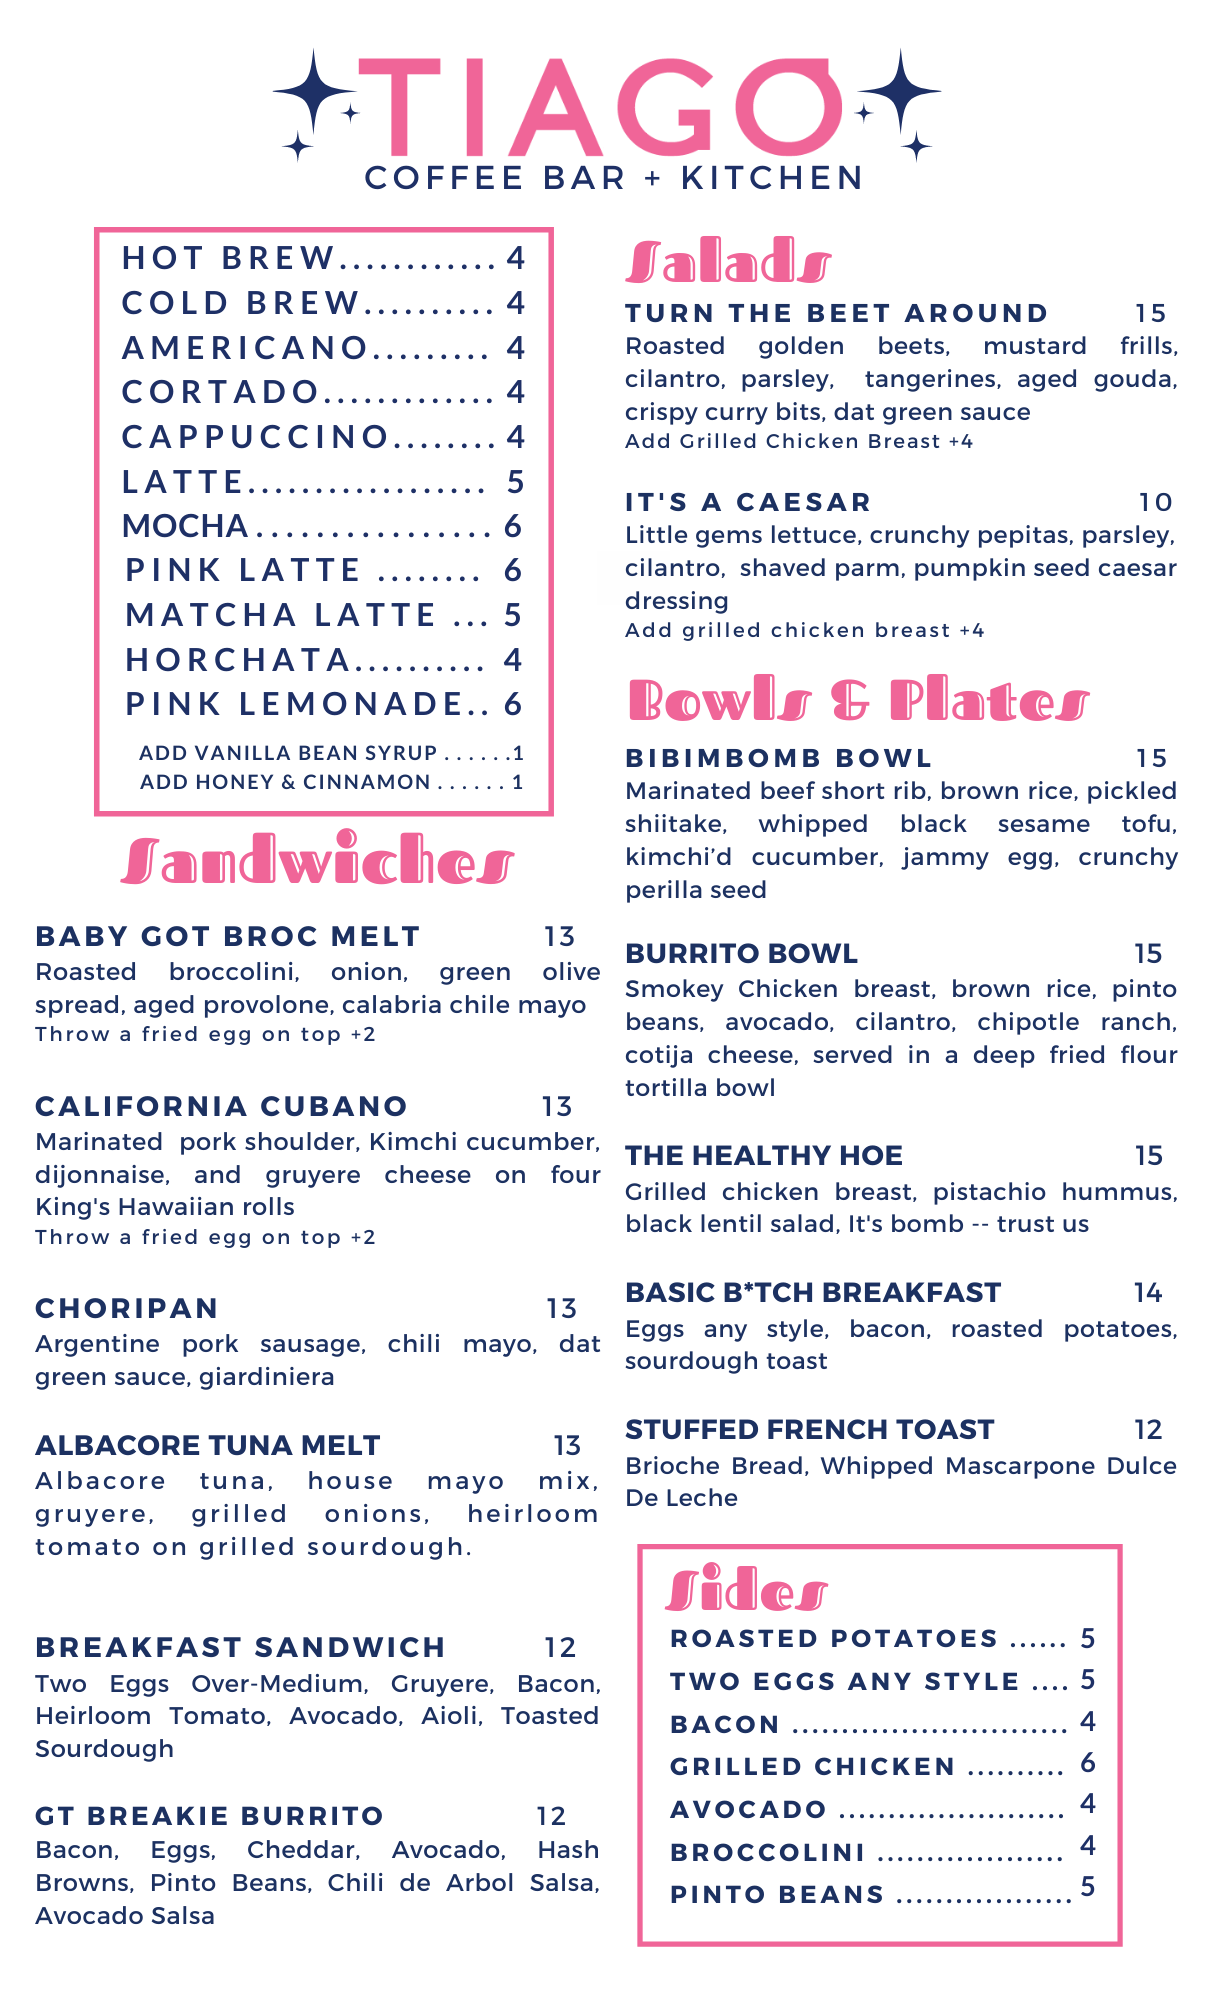 TIAGO
COFFEE BAR + KITCHEN
HOT BREW............ 4
COLD BREW.......... 4
AMERICANO......... 4
CORTADO............. 4
CAPPUCCINO........ 4
LATTE.................. 5
MOCHA ................. 6
PINK LATTE ........ 6
MATCHA LATTE ... 5
HORCHATA.......... 4
PINK LEMONADE.. 6
ADD VANILLA BEAN SYRUP . . . . . .1
ADD HONEY & CINNAMON . . . . . . 1
Sandwiches
BABY GOT BROC MELT 13
Roasted broccolini, onion, green olive
spread, aged provolone, calabria chile mayo
Throw a fried egg on top +2
CALIFORNIA CUBANO 13
Marinated pork shoulder, Kimchi cucumber,
dijonnaise, and gruyere cheese on four
King's Hawaiian rolls
Throw a fried egg on top +2
CHORIPAN 13
Argentine pork sausage, chili mayo, dat
green sauce, giardiniera
ALBACORE TUNA MELT 13
Albacore tuna, house mayo mix,
gruyere, grilled onions, heirloom
tomato on grilled sourdough.
BREAKFAST SANDWICH 12
Two Eggs Over-Medium, Gruyere, Bacon,
Heirloom Tomato, Avocado, Aioli, Toasted
Sourdough
GT BREAKIE BURRITO 12
Bacon, Eggs, Cheddar, Avocado, Hash
Browns, Pinto Beans, Chili de Arbol Salsa,
Avocado Salsa
Salads
TURN THE BEET AROUND 15
Roasted golden beets, mustard frills,
cilantro, parsley, tangerines, aged gouda,
crispy curry bits, dat green sauce
Add Grilled Chicken Breast +4
IT'S A CAESAR 10
Little gems lettuce, crunchy pepitas, parsley,
cilantro, shaved parm, pumpkin seed caesar
dressing
Add grilled chicken breast +4
Bowls & Plates
BIBIMBOMB BOWL 15
Marinated beef short rib, brown rice, pickled
shiitake, whipped black sesame tofu,
kimchi’d cucumber, jammy egg, crunchy
perilla seed
BURRITO BOWL 15
Smokey Chicken breast, brown rice, pinto
beans, avocado, cilantro, chipotle ranch,
cotija cheese, served in a deep fried flour
tortilla bowl
THE HEALTHY HOE 15
Grilled chicken breast, pistachio hummus,
black lentil salad, It's bomb -- trust us
BASIC B*TCH BREAKFAST 14
Eggs any style, bacon, roasted potatoes,
sourdough toast
STUFFED FRENCH TOAST 12
Brioche Bread, Whipped Mascarpone Dulce
De Leche
Sides
ROASTED POTATOES ...... 5
TWO EGGS ANY STYLE .... 5
BACON ............................ 4
GRILLED CHICKEN .......... 6
AVOCADO ....................... 4
BROCCOLINI ................... 4
PINTO BEANS .................. 5